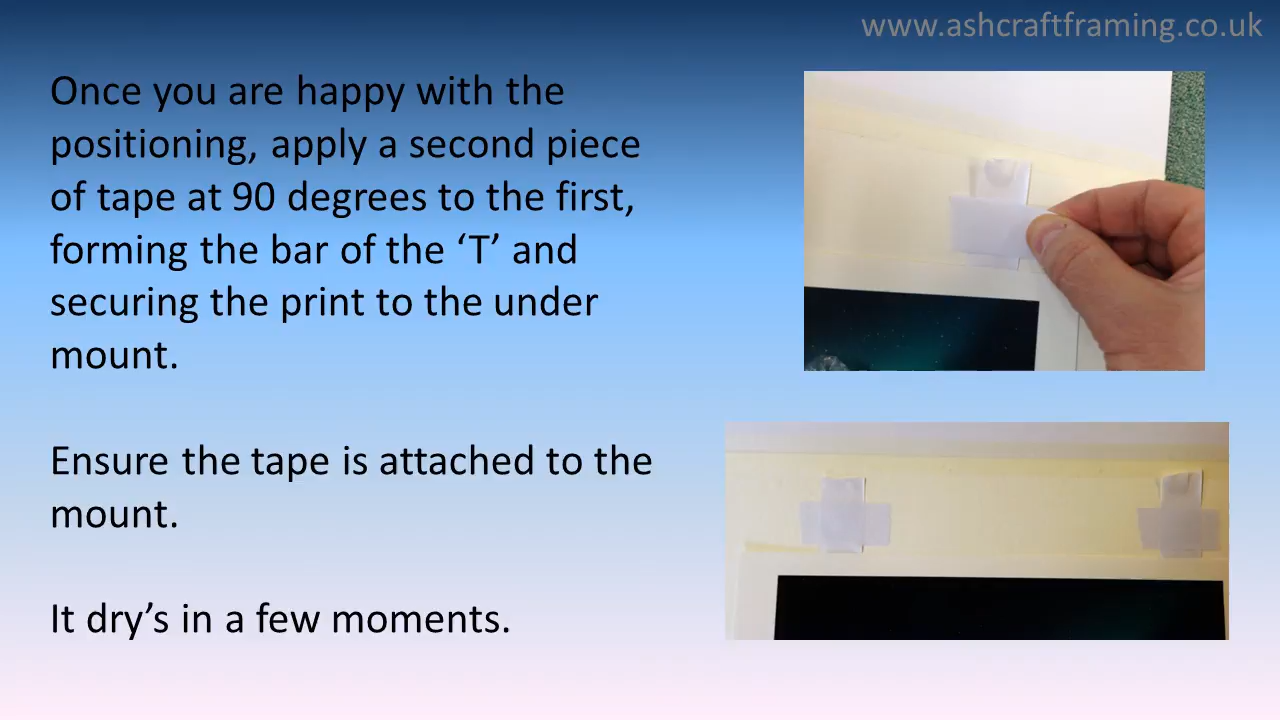 www.ashcraftframing.co.uk
Once you are happy with the
positioning, apply a second piece
of tape at 90 degrees to the first,
forming the bar of the ‘T’ and
securing the print to the under
mount.
Ensure the tape is attached to the
mount.
It dry’s in a few moments.